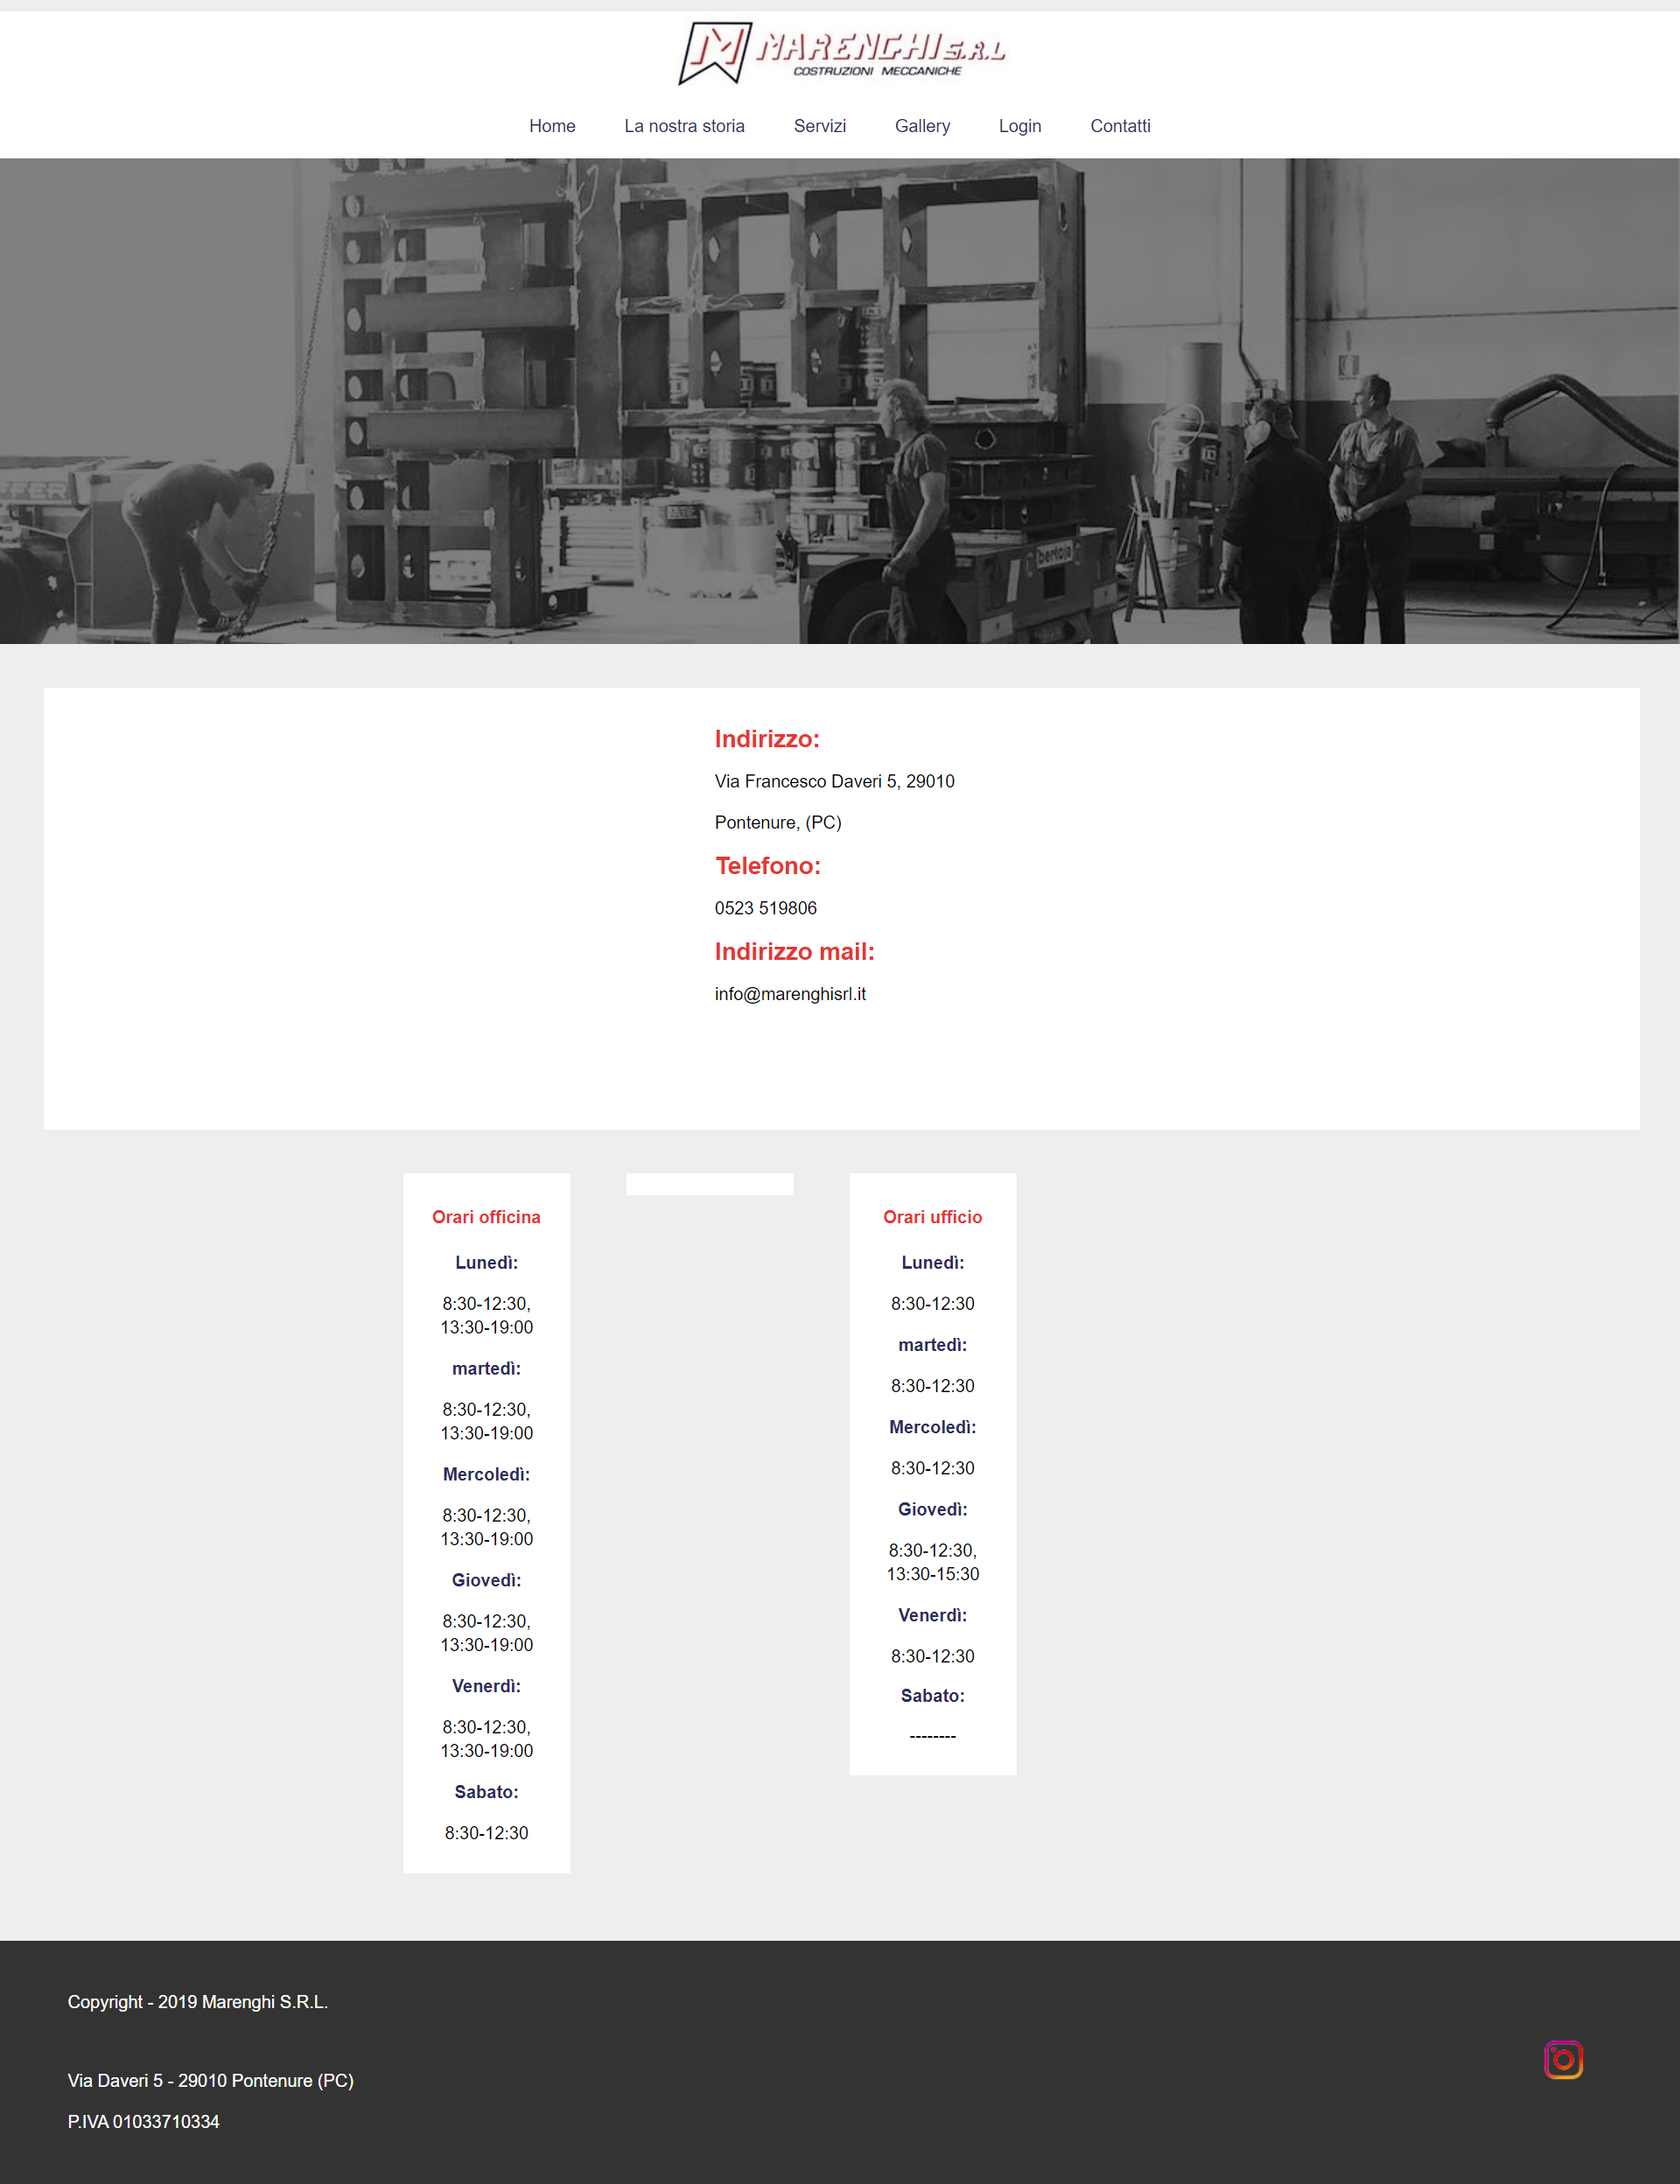 MARENGHI S.R.L
COSTRUZIONI MECCANICHE
Home La nostra storia Servizi Gallery Login Contatti
bertoja
Indirizzo:
Via Francesco Daveri 5, 29010
Pontenure, (PC)
Telefono:
0523 519806
Indirizzo mail:
info@marenghisrl.it
Orari officina
Lunedì:
8:30-12:30,
13:30-19:00
martedì:
8:30-12:30,
13:30-19:00
Mercoledì:
8:30-12:30,
13:30-19:00
Giovedì:
8:30-12:30,
13:30-19:00
Venerdì:
8:30-12:30,
13:30-19:00
Sabato:
8:30-12:30
Orari ufficio
Lunedì:
8:30-12:30
martedì:
8:30-12:30
Mercoledì:
8:30-12:30
Giovedì:
8:30-12:30,
13:30-15:30
Venerdì:
8:30-12:30
Sabato:
--------
Copyright - 2019 Marenghi S.R.L.
Via Daveri 5 - 29010 Pontenure (PC)
P.IVA 01033710334